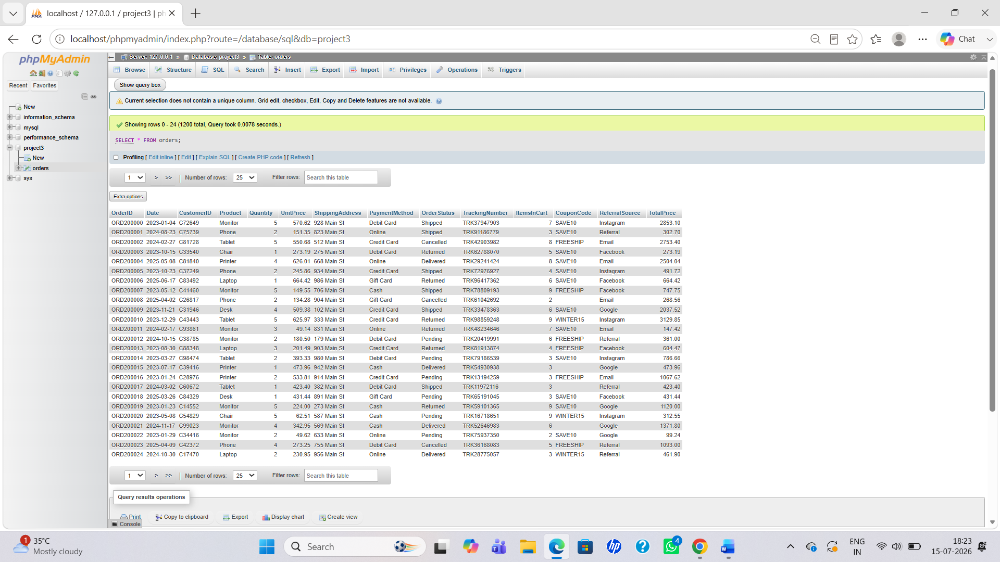 localhost / 127.0.0.1 / project3 | ph
localhost/phpmyadmin/index.php?route=/database/sql&db=project3
Chat
phpMyAdmin
Recent Favorites
New
information_schema
mysql
performance_schema
project3
New
orders
sys
Server: 127.0.0.1 » Database: project3 » Table: orders
Browse Structure SQL Search Insert Export Import Privileges Operations Triggers
Show query box
Current selection does not contain a unique column. Grid edit, checkbox, Edit, Copy and Delete features are not available.
Showing rows 0 - 24 (1200 total, Query took 0.0078 seconds.)
SELECT * FROM orders;
Profiling [ Edit inline ] [ Edit ] [ Explain SQL ] [ Create PHP code ] [ Refresh ]
1 > >> Number of rows: 25 Filter rows: Search this table
Extra options
OrderID Date CustomerID Product Quantity UnitPrice ShippingAddress PaymentMethod OrderStatus TrackingNumber ItemsInCart CouponCode ReferralSource TotalPrice
ORD200000 2023-01-04 C72649 Monitor 5 570.62 928 Main St Debit Card Shipped TRK37947903 7 SAVE10 Instagram 2853.10
ORD200001 2024-08-23 C75739 Phone 2 151.35 823 Main St Online Shipped TRK91186779 3 SAVE10 Referral 302.70
ORD200002 2024-02-27 C81728 Tablet 5 550.68 512 Main St Credit Card Cancelled TRK42903982 8 FREESHIP Email 2753.40
ORD200003 2023-10-15 C33540 Chair 1 273.19 275 Main St Debit Card Returned TRK62788070 5 SAVE10 Facebook 273.19
ORD200004 2025-05-08 C81840 Printer 4 626.01 668 Main St Online Delivered TRK29241424 8 SAVE10 Email 2504.04
ORD200005 2023-10-23 C37249 Phone 2 245.86 934 Main St Credit Card Shipped TRK72976927 4 SAVE10 Instagram 491.72
ORD200006 2025-06-17 C83492 Laptop 1 664.42 986 Main St Gift Card Returned TRK96417362 6 SAVE10 Facebook 664.42
ORD200007 2023-05-12 C41460 Monitor 5 149.55 706 Main St Cash Shipped TRK78809193 9 FREESHIP Facebook 747.75
ORD200008 2025-04-02 C26817 Phone 2 134.28 904 Main St Gift Card Cancelled TRK61042692 2 Email 268.56
ORD200009 2023-11-21 C31946 Desk 4 509.38 102 Main St Credit Card Shipped TRK33478363 6 SAVE10 Google 2037.52
ORD200010 2023-12-29 C43443 Tablet 5 625.97 333 Main St Credit Card Returned TRK98859248 9 WINTER15 Instagram 3129.85
ORD200011 2024-02-17 C93861 Monitor 3 49.14 831 Main St Online Returned TRK48234646 7 SAVE10 Email 147.42
ORD200012 2024-10-15 C38785 Monitor 2 180.50 179 Main St Debit Card Pending TRK20419991 6 FREESHIP Referral 361.00
ORD200013 2023-08-30 C88348 Laptop 3 201.49 903 Main St Credit Card Returned TRK81913874 4 FREESHIP Facebook 604.47
ORD200014 2023-03-27 C98474 Tablet 2 393.33 980 Main St Debit Card Pending TRK79186539 3 SAVE10 Instagram 786.66
ORD200015 2023-07-17 C39416 Printer 1 473.96 942 Main St Cash Delivered TRK54930938 3 Google 473.96
ORD200016 2023-01-24 C28976 Printer 2 533.81 914 Main St Credit Card Pending TRK13194259 3 FREESHIP Email 1067.62
ORD200017 2024-03-02 C60672 Tablet 1 423.40 382 Main St Debit Card Shipped TRK11972116 3 Referral 423.40
ORD200018 2025-03-26 C84329 Desk 1 431.44 891 Main St Gift Card Pending TRK65191045 3 SAVE10 Facebook 431.44
ORD200019 2023-01-23 C14552 Monitor 5 224.00 273 Main St Cash Returned TRK59101365 9 SAVE10 Google 1120.00
ORD200020 2023-05-08 C54829 Chair 5 62.51 587 Main St Cash Pending TRK16718651 9 WINTER15 Instagram 312.55
ORD200021 2024-11-17 C99023 Monitor 4 342.95 569 Main St Cash Delivered TRK52646983 6 Google 1371.80
ORD200022 2023-01-29 C34416 Monitor 2 49.62 633 Main St Online Pending TRK75937350 2 SAVE10 Google 99.24
ORD200023 2025-04-09 C42372 Phone 4 273.25 755 Main St Debit Card Cancelled TRK36168083 5 FREESHIP Referral 1093.00
ORD200024 2024-10-30 C17470 Laptop 2 230.95 956 Main St Online Delivered TRK28775057 3 WINTER15 Referral 461.90
1 > >> Number of rows: 25 Filter rows: Search this table
Query results operations
Print Copy to clipboard Export Display chart Create view
Console
1 35°C
Mostly cloudy
Search
4
ENG
IN
18:23
15-07-2026